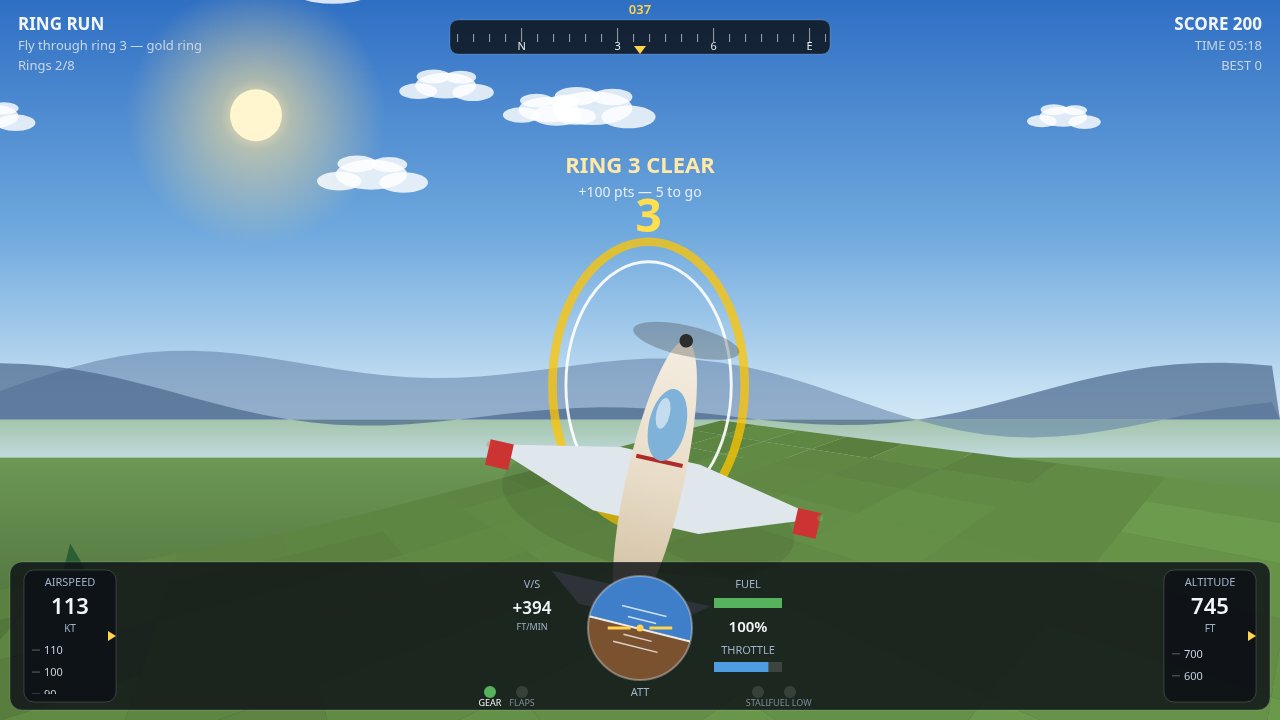 RING RUN
Fly through ring 3 — gold ring
Rings 2/8
037
N 3 6 E
SCORE 200
TIME 05:18
BEST 0
RING 3 CLEAR
+100 pts — 5 to go
3
AIRSPEED
113
KT
110
100
90
V/S
+394
FT/MIN
GEAR FLAPS
ATT
FUEL
100%
THROTTLE
STALL FUEL LOW
ALTITUDE
745
FT
700
600